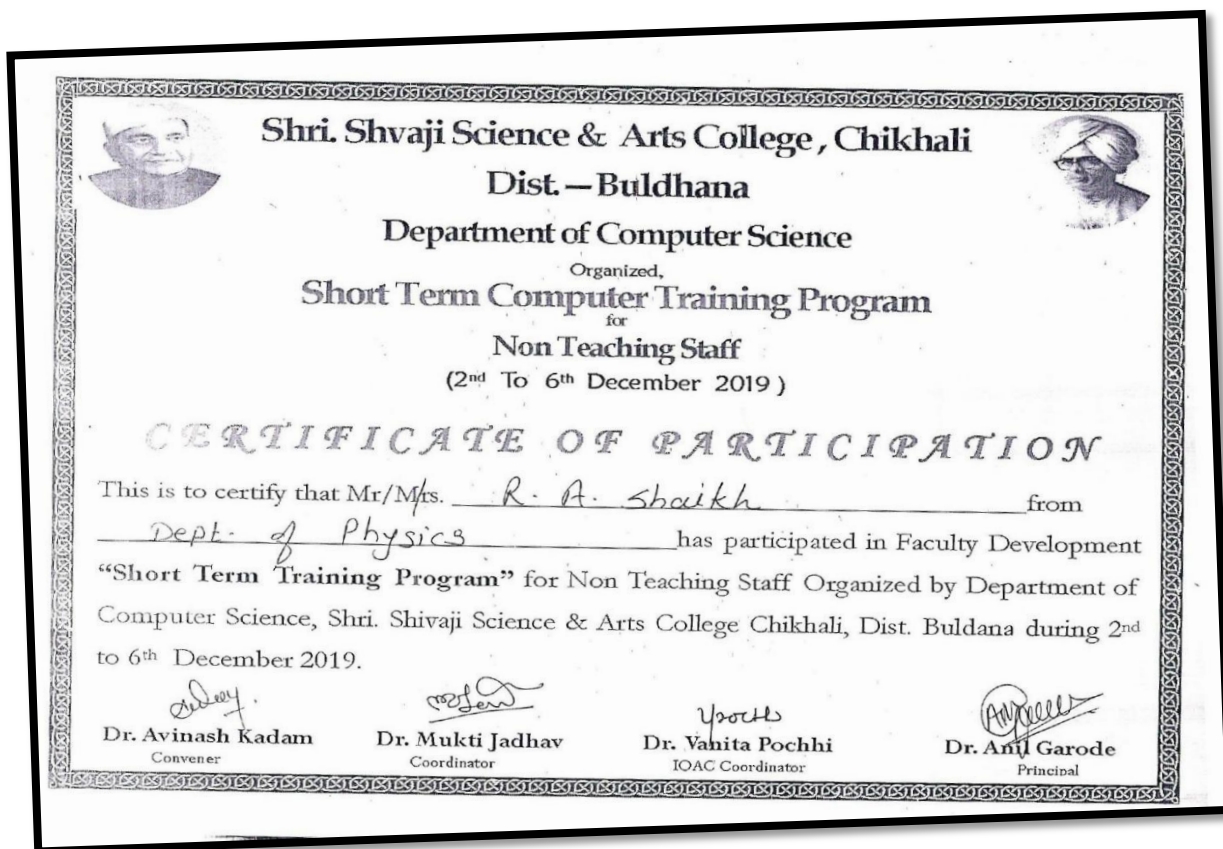 Shri. Shvaji Science & Arts College, Chikhali
Dist. – Buldhana
Department of Computer Science
Organized,
Short Term Computer Training Program
for
Non Teaching Staff
(2nd To 6th December 2019)
CERTIFICATE OF PARTICIPATION
This is to certify that Mr/Mrs. R. A. Shaikh from
Dept. of Physics has participated in Faculty Development
“Short Term Training Program” for Non Teaching Staff Organized by Department of
Computer Science, Shri. Shivaji Science & Arts College Chikhali, Dist. Buldana during 2nd
to 6th December 2019.
Dr. Avinash Kadam Dr. Mukti Jadhav Dr. Vanita Pochhi Dr. Anil Garode
Convener Coordinator IOAC Coordinator Principal